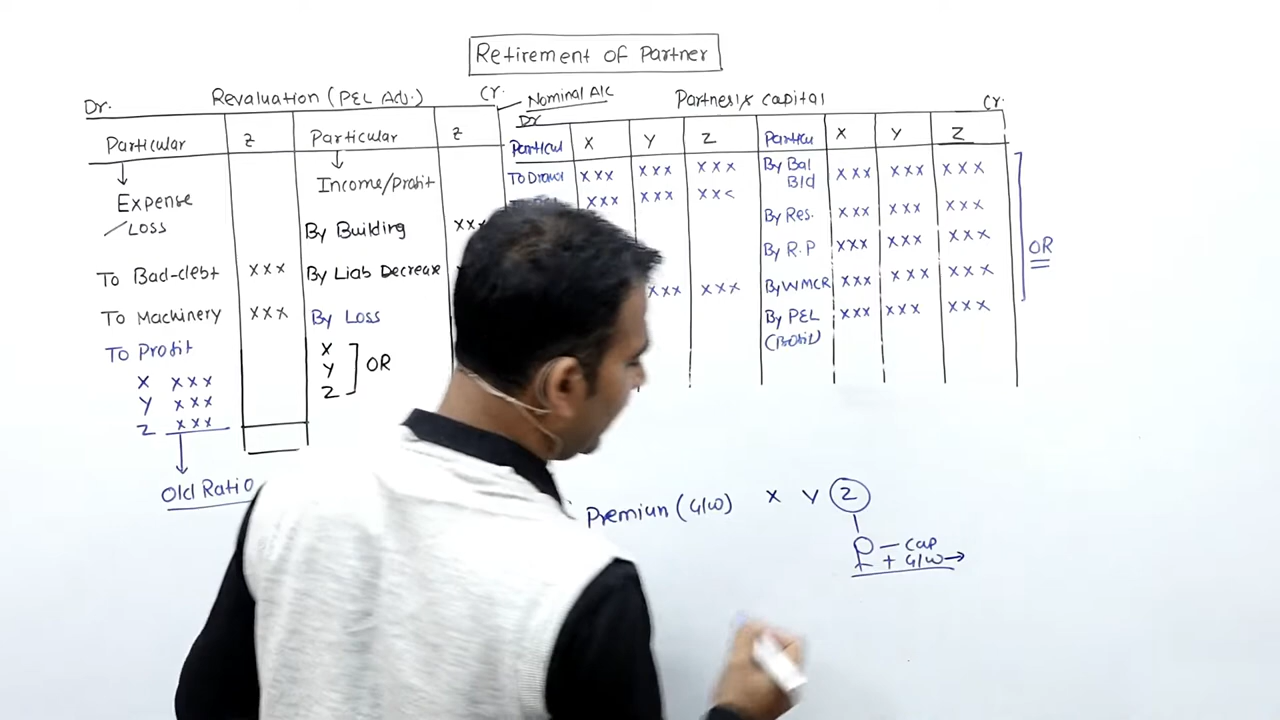 Retirement of Partner
Dr. Revaluation (P&L Adj.) Cr.
Particular z Particular z
Expense
/Loss
Income/Profit
By Building xxx
To Bad-debt xxx By Liab Decrease
To Machinery xxx By Loss
To Profit
X
Y
Z
OR
X xxx
Y xxx
Z xxx
Old Ratio
Nominal A/c
Partner's capital
Dr Cr.
Particul X Y Z Particul X Y Z
To Draw xxx xxx xxx By Bal B/d xxx xxx xxx
xxx xxx xxx By Res. xxx xxx xxx
By R.P xxx xxx xxx
xxx xxx By WMCR xxx xxx xxx
By P&L xxx xxx xxx
(Profit)
OR
Premium (G/W) X Y Z
Cap
+ G/W